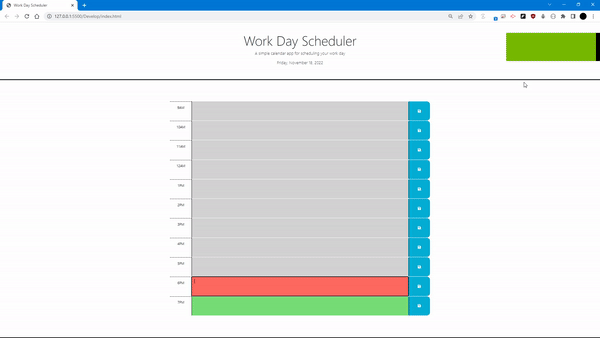 Work Day Scheduler
127.0.0.1:5500/Develop/index.html
Work Day Scheduler
A simple calendar app for scheduling your work day
Friday, November 18, 2022
9AM
10AM
11AM
12AM
1PM
2PM
3PM
4PM
5PM
6PM
7PM